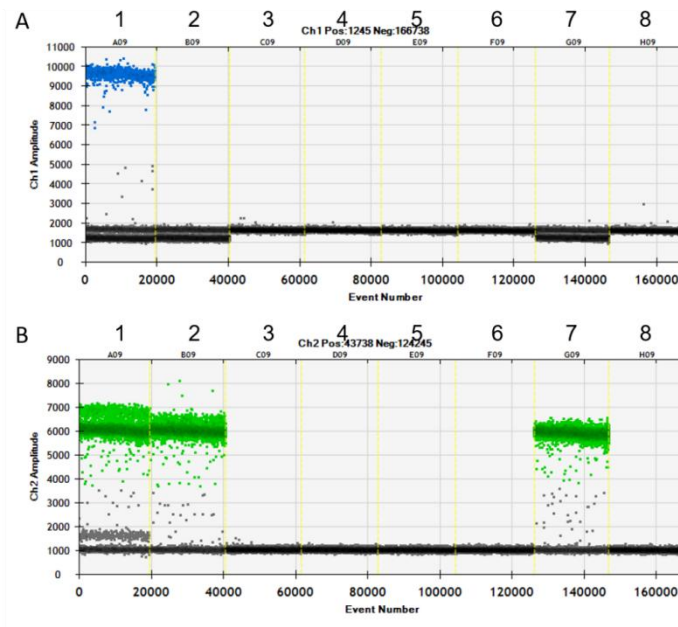 A
1 2 3 4 5 6 7 8
Ch1 Pos:1245 Neg:166738
A09 B09 C09 D09 E09 F09 G09 H09
11000
10000
9000
8000
7000
6000
5000
4000
3000
2000
1000
0
Ch1 Amplitude
0 20000 40000 60000 80000 100000 120000 140000 160000
Event Number
B
1 2 3 4 5 6 7 8
Ch2 Pos:43738 Neg:124245
A09 B09 C09 D09 E09 F09 G09 H09
9000
8000
7000
6000
5000
4000
3000
2000
1000
0
Ch2 Amplitude
0 20000 40000 60000 80000 100000 120000 140000 160000
Event Number